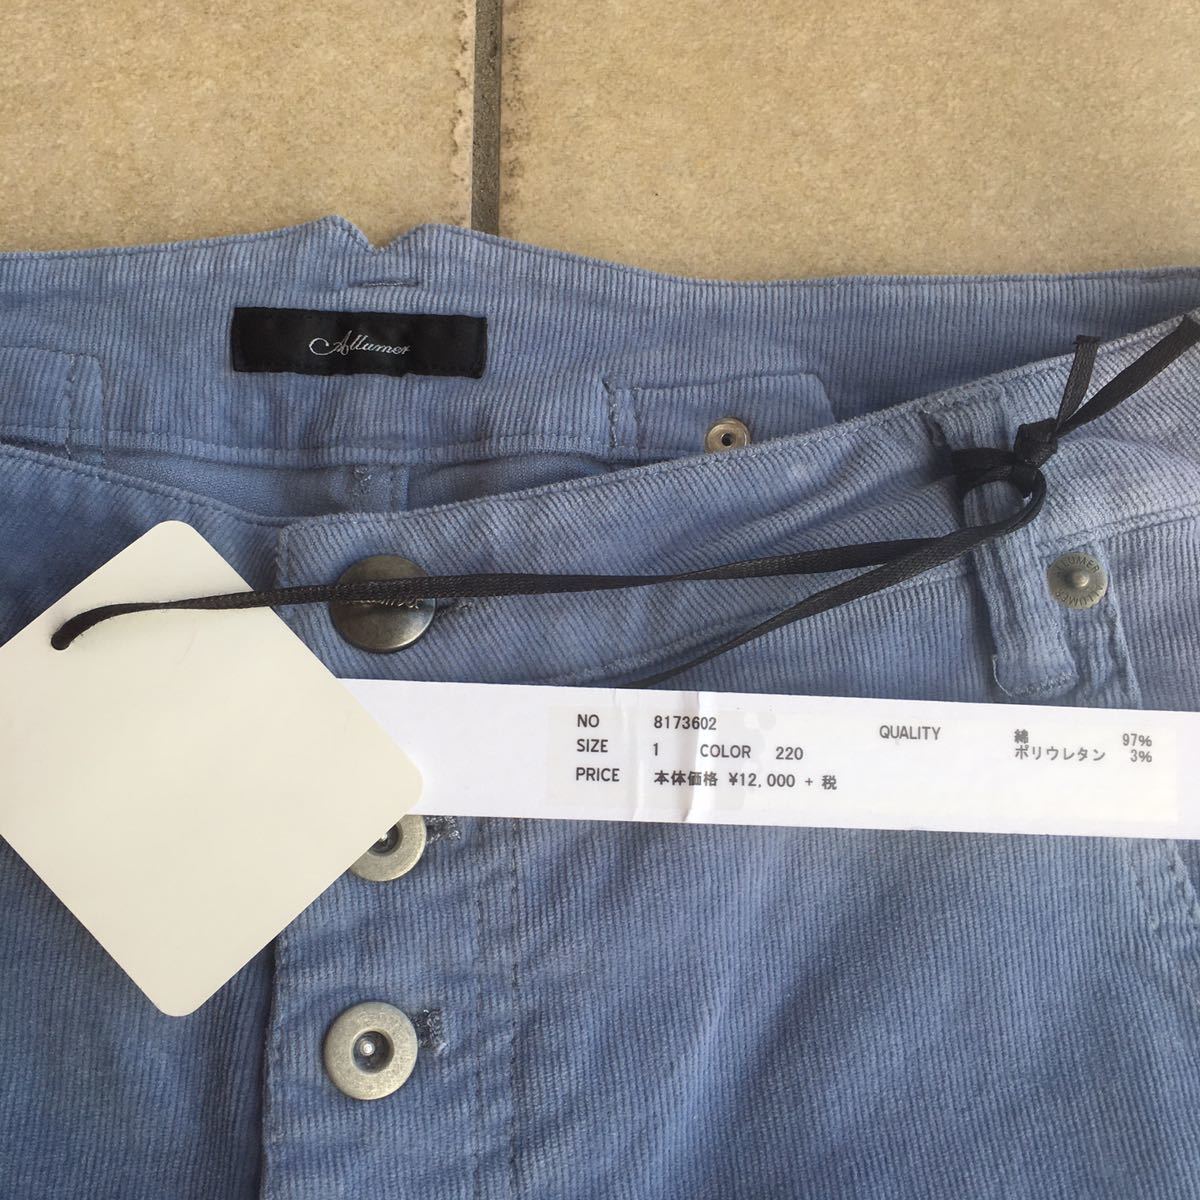 Allumer
ALLUMER
NO 8173602
SIZE 1 COLOR 220
PRICE 本体価格 ¥12,000 + 税
QUALITY 綿 97%
ポリウレタン 3%